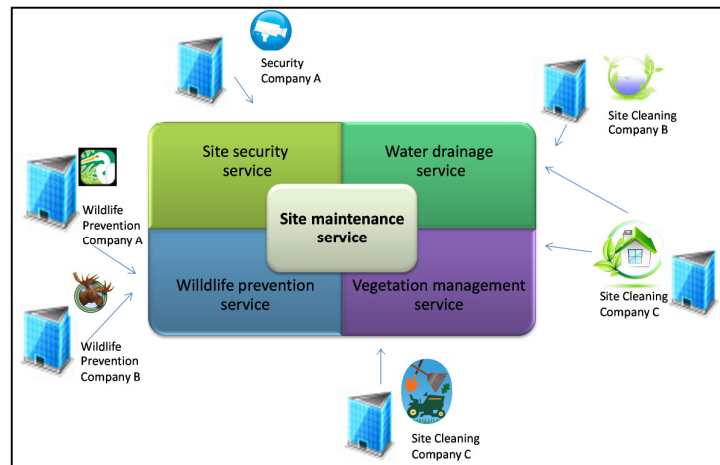 Security
Company A
Site Cleaning
Company B
Site security
service
Water drainage
service
Wildlife
Prevention
Company A
Site maintenance
service
Willdlife prevention
service
Vegetation management
service
Site Cleaning
Company C
Wildlife
Prevention
Company B
Site Cleaning
Company C